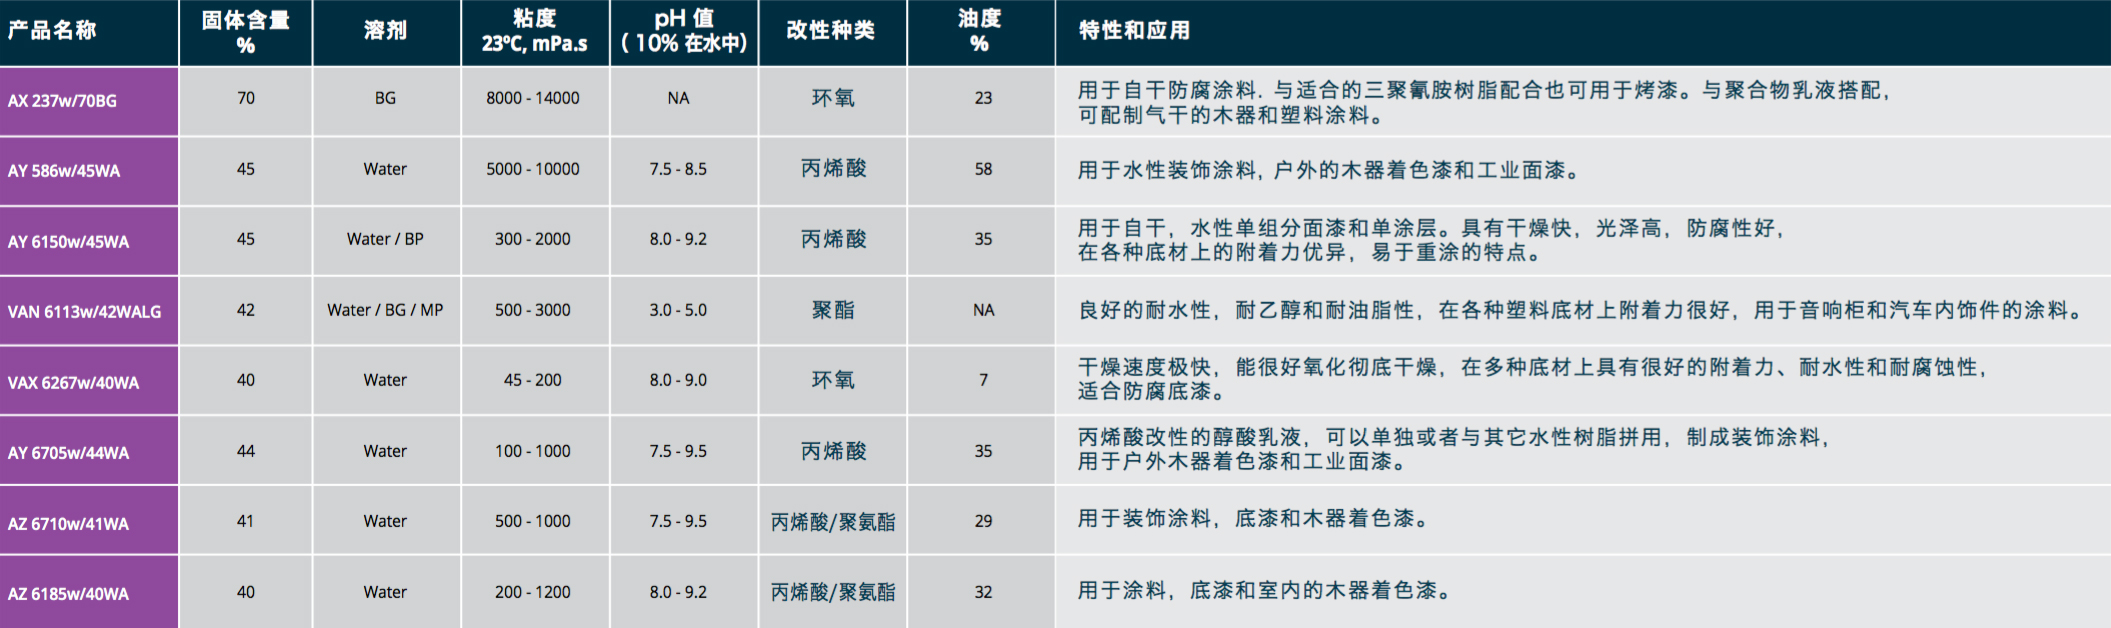 产品名称 固体含量 % 溶剂 粘度 23ºC, mPa.s pH 值 ( 10% 在水中) 改性种类 油度 % 特性和应用
AX 237w/70BG 70 BG 8000 - 14000 NA 环氧 23 用于自干防腐涂料. 与适合的三聚氰胺树脂配合也可用于烤漆。与聚合物乳液搭配,
可配制气干的木器和塑料涂料。
AY 586w/45WA 45 Water 5000 - 10000 7.5 - 8.5 丙烯酸 58 用于水性装饰涂料, 户外的木器着色漆和工业面漆。
AY 6150w/45WA 45 Water / BP 300 - 2000 8.0 - 9.2 丙烯酸 35 用于自干，水性单组分面漆和单涂层。具有干燥快，光泽高，防腐性好，
在各种底材上的附着力优异，易于重涂的特点。
VAN 6113w/42WALG 42 Water / BG / MP 500 - 3000 3.0 - 5.0 聚酯 NA 良好的耐水性，耐乙醇和耐油脂性，在各种塑料底材上附着力很好，用于音响柜和汽车内饰件的涂料。
VAX 6267w/40WA 40 Water 45 - 200 8.0 - 9.0 环氧 7 干燥速度极快，能很好氧化彻底干燥，在多种底材上具有很好的附着力、耐水性和耐腐蚀性，
适合防腐底漆。
AY 6705w/44WA 44 Water 100 - 1000 7.5 - 9.5 丙烯酸 35 丙烯酸改性的醇酸乳液，可以单独或者与其它水性树脂拼用，制成装饰涂料，
用于户外木器着色漆和工业面漆。
AZ 6710w/41WA 41 Water 500 - 1000 7.5 - 9.5 丙烯酸/聚氨酯 29 用于装饰涂料，底漆和木器着色漆。
AZ 6185w/40WA 40 Water 200 - 1200 8.0 - 9.2 丙烯酸/聚氨酯 32 用于涂料，底漆和室内的木器着色漆。